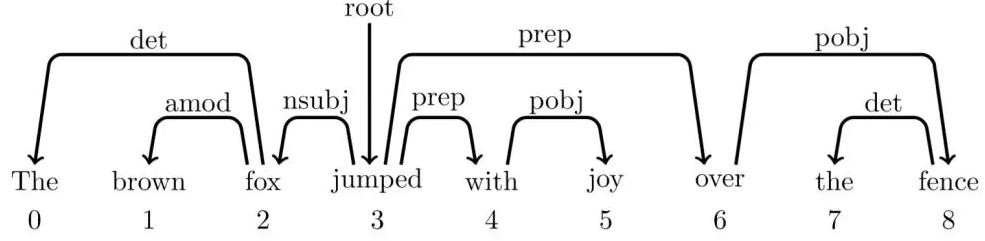 root
det prep pobj
amod nsubj prep pobj det
The brown fox jumped with joy over the fence
0 1 2 3 4 5 6 7 8